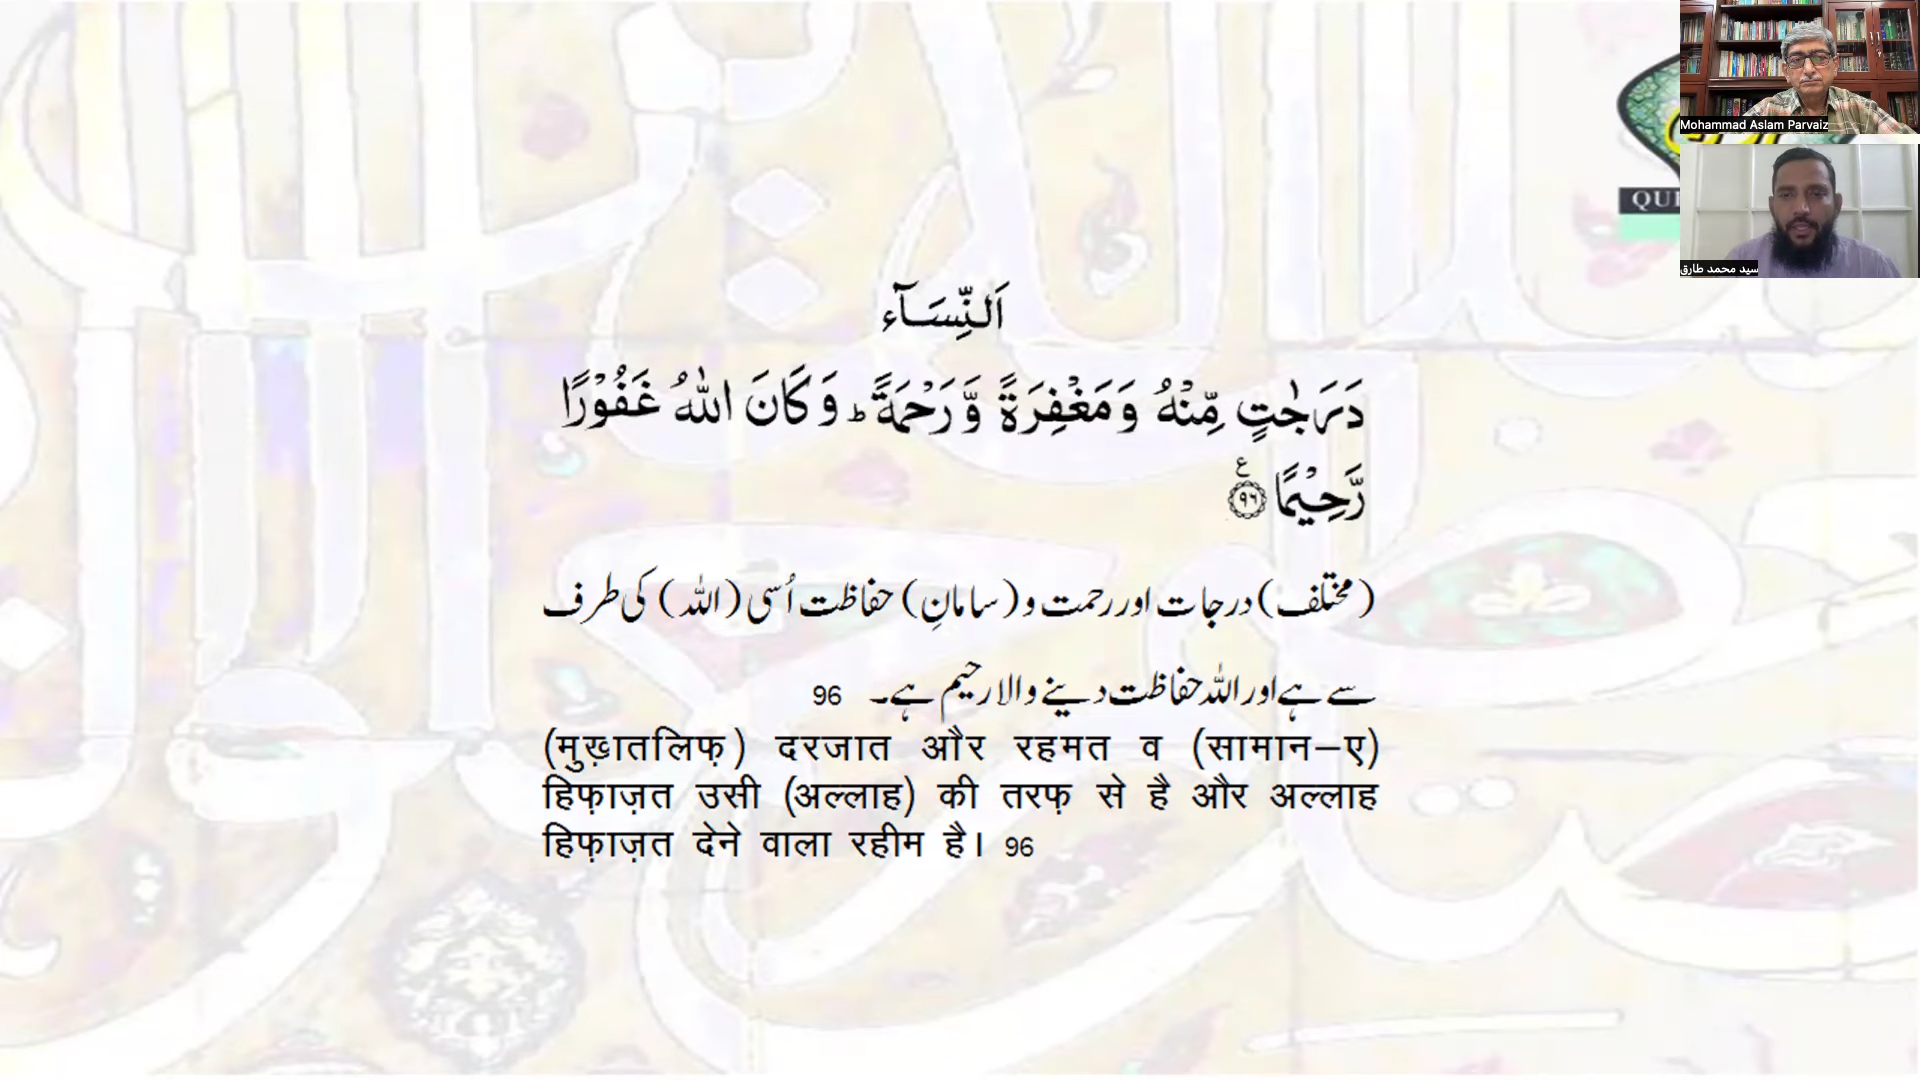 اَلنِّسَآء
دَرَجٰتٍ مِّنْهُ وَمَغْفِرَةً وَّرَحْمَةً ؕ وَكَانَ اللّٰهُ غَفُوْرًا
رَّحِيْمًا ۧ ۹۶
(مختلف) درجات اور رحمت و (سامانِ) حفاظت اُسی (اللہ) کی طرف
سے ہے اور اللہ حفاظت دینے والا رحیم ہے۔ 96
(मुख़ातलिफ़) दरजात और रहमत व (सामान–ए)
हिफ़ाज़त उसी (अल्लाह) की तरफ़ से है और अल्लाह
हिफ़ाज़त देने वाला रहीम है। 96
Mohammad Aslam Parvaiz
QU
سید محمد طارق